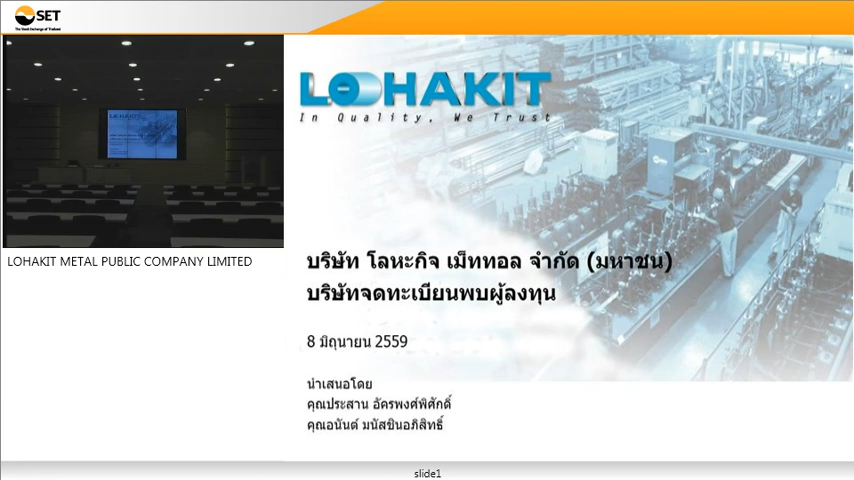 SET
The Stock Exchange of Thailand
LOHAKIT
In Quality, We Trust
LOHAKIT METAL PUBLIC COMPANY LIMITED
บริษัท โลหะกิจ เม็ททอล จำกัด (มหาชน)
บริษัทจดทะเบียนพบผู้ลงทุน
8 มิถุนายน 2559
นำเสนอโดย
คุณประสาน อัครพงศ์พิศักดิ์
คุณอนันต์ มนัสชินอภิสิทธิ์
slide1